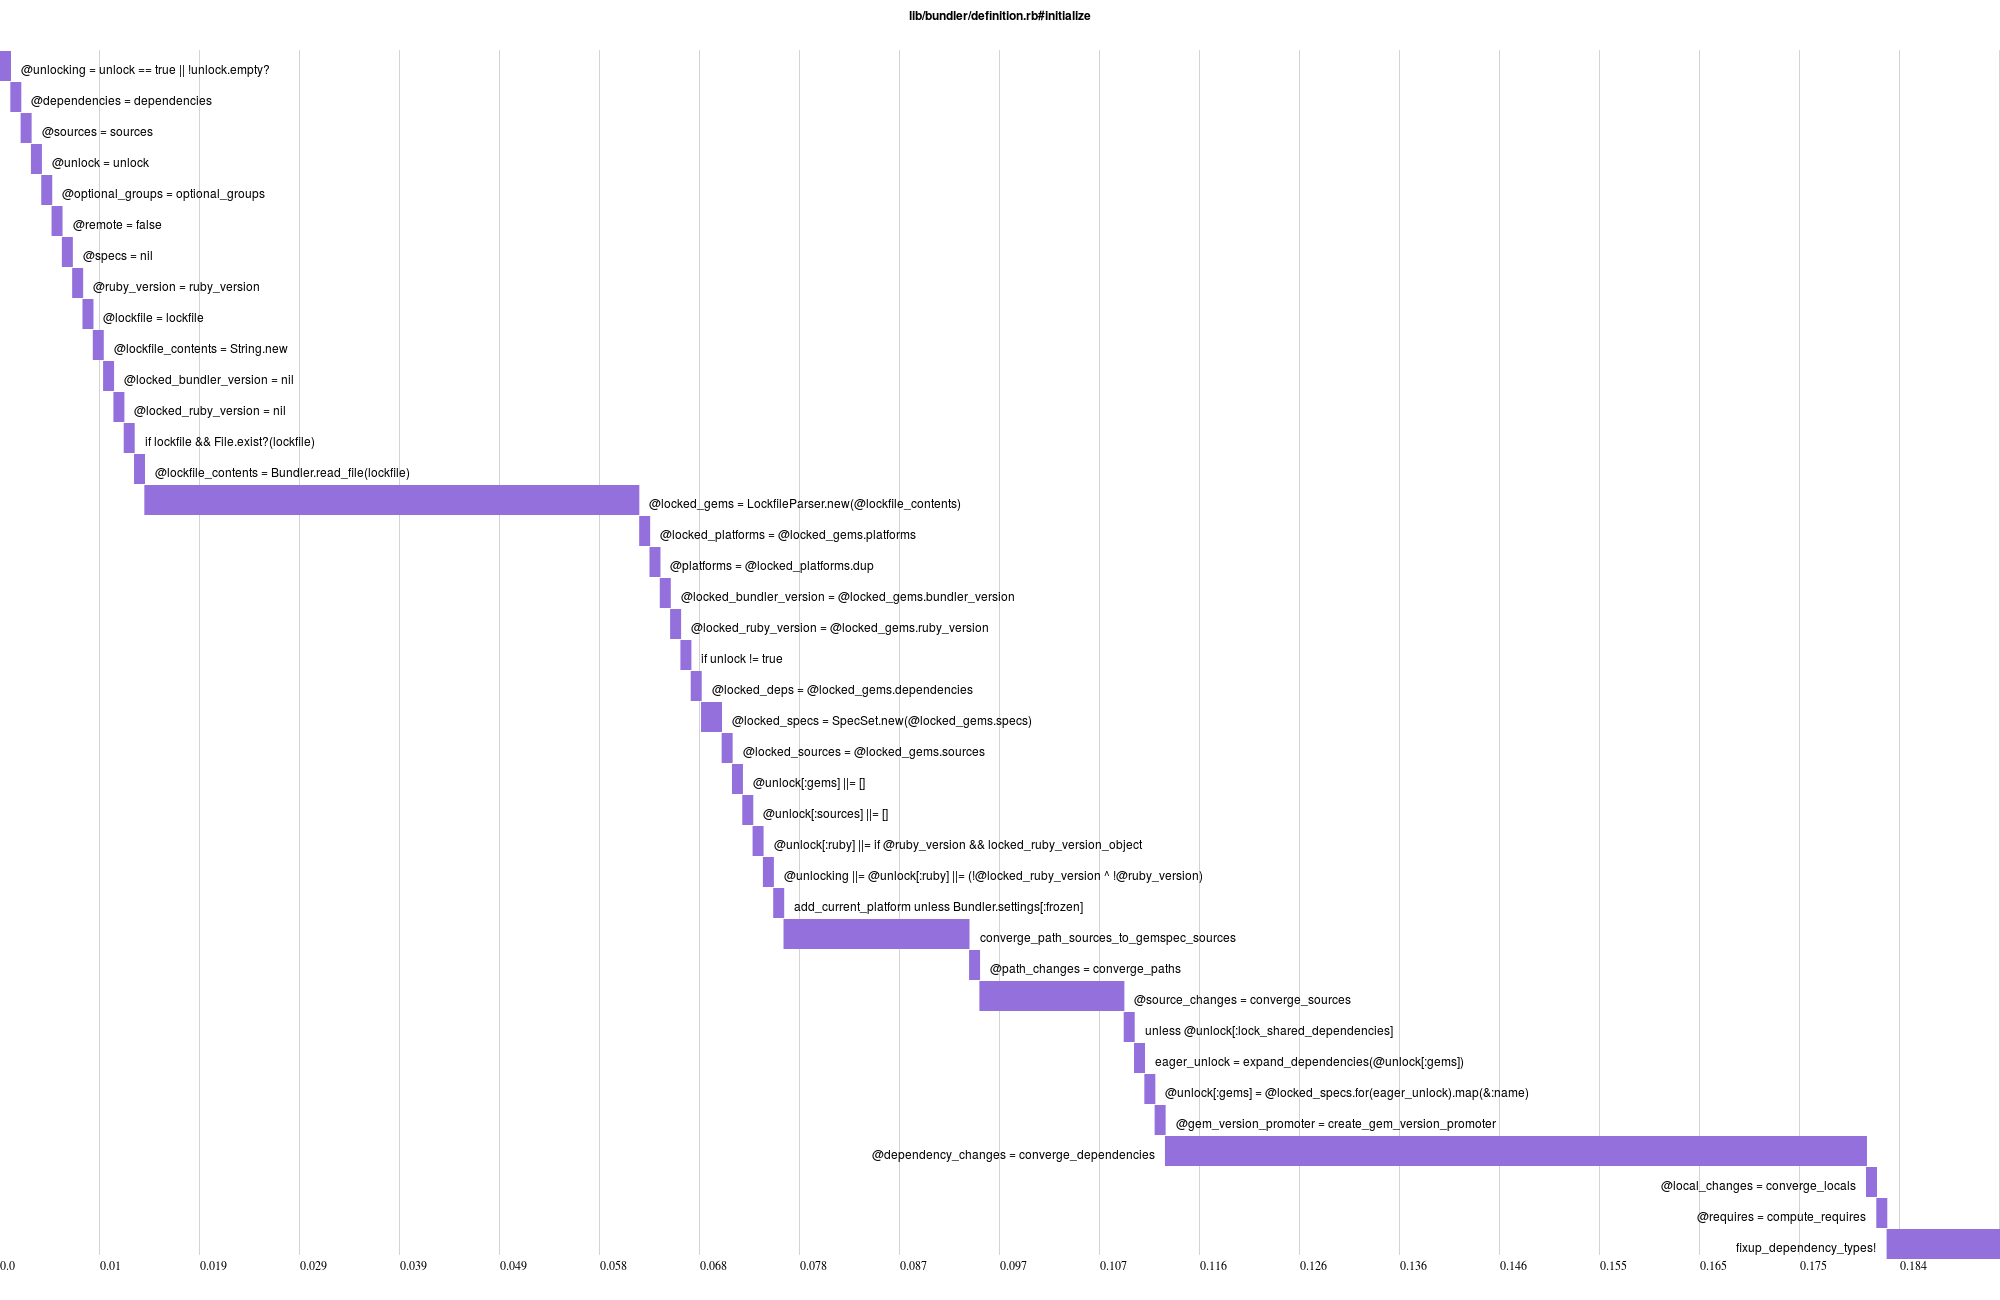 lib/bundler/definition.rb#initialize
@unlocking = unlock == true || !unlock.empty?
@dependencies = dependencies
@sources = sources
@unlock = unlock
@optional_groups = optional_groups
@remote = false
@specs = nil
@ruby_version = ruby_version
@lockfile = lockfile
@lockfile_contents = String.new
@locked_bundler_version = nil
@locked_ruby_version = nil
if lockfile && File.exist?(lockfile)
@lockfile_contents = Bundler.read_file(lockfile)
@locked_gems = LockfileParser.new(@lockfile_contents)
@locked_platforms = @locked_gems.platforms
@platforms = @locked_platforms.dup
@locked_bundler_version = @locked_gems.bundler_version
@locked_ruby_version = @locked_gems.ruby_version
if unlock != true
@locked_deps = @locked_gems.dependencies
@locked_specs = SpecSet.new(@locked_gems.specs)
@locked_sources = @locked_gems.sources
@unlock[:gems] ||= []
@unlock[:sources] ||= []
@unlock[:ruby] ||= if @ruby_version && locked_ruby_version_object
@unlocking ||= @unlock[:ruby] ||= (!@locked_ruby_version ^ !@ruby_version)
add_current_platform unless Bundler.settings[:frozen]
converge_path_sources_to_gemspec_sources
@path_changes = converge_paths
@source_changes = converge_sources
unless @unlock[:lock_shared_dependencies]
eager_unlock = expand_dependencies(@unlock[:gems])
@unlock[:gems] = @locked_specs.for(eager_unlock).map(&:name)
@gem_version_promoter = create_gem_version_promoter
@dependency_changes = converge_dependencies
@local_changes = converge_locals
@requires = compute_requires
fixup_dependency_types!
0.0 0.01 0.019 0.029 0.039 0.049 0.058 0.068 0.078 0.087 0.097 0.107 0.116 0.126 0.136 0.146 0.155 0.165 0.175 0.184